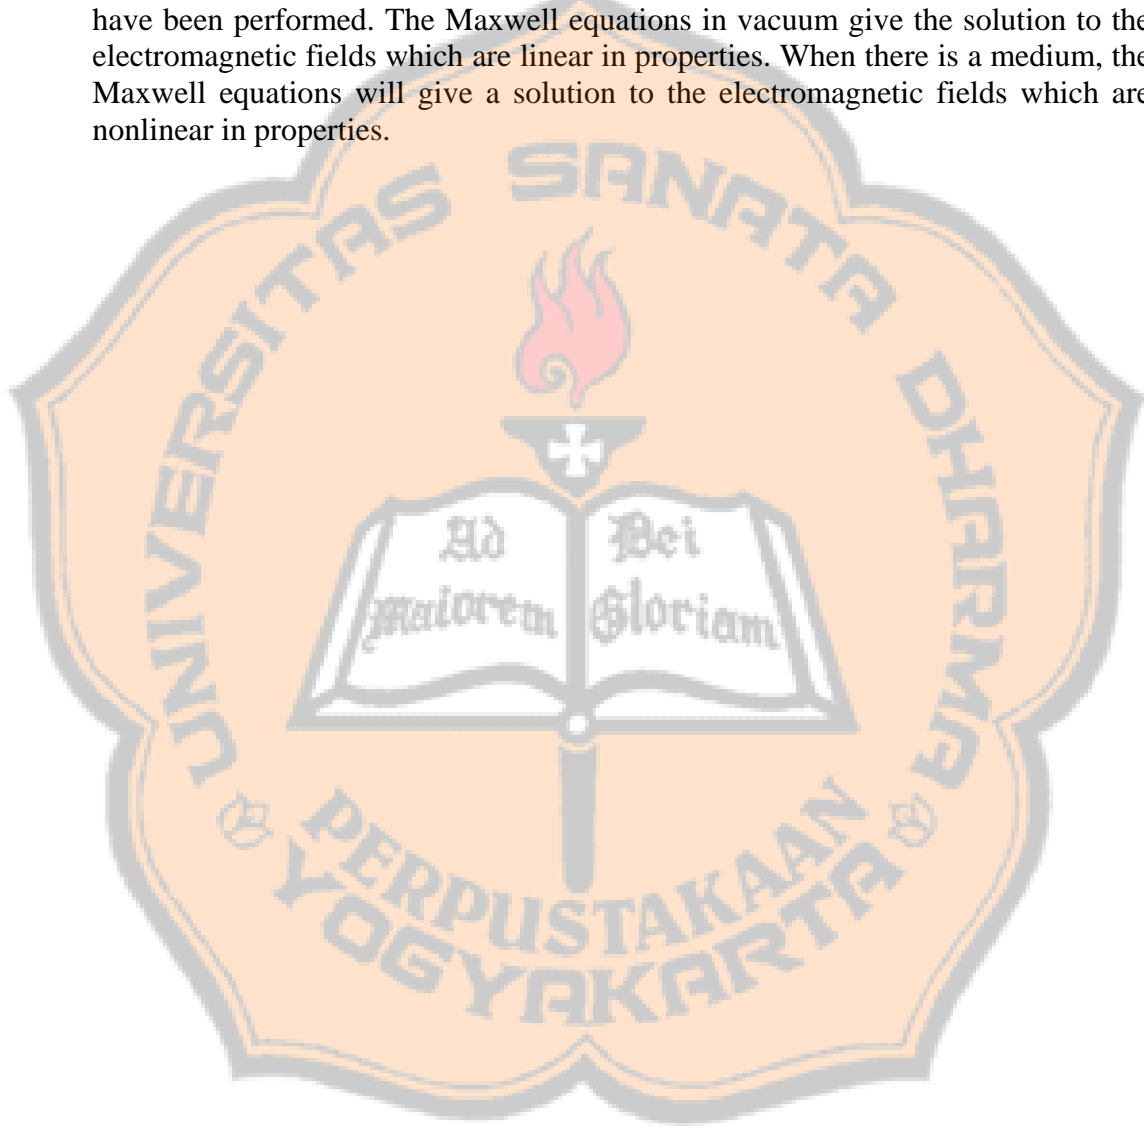 have been performed. The Maxwell equations in vacuum give the solution to the
electromagnetic fields which are linear in properties. When there is a medium, the
Maxwell equations will give a solution to the electromagnetic fields which are
nonlinear in properties.
UNIVERSITAS SANATA DHARMA
Ad Dei
Maiorem Gloriam
PERPUSTAKAAN
YOGYAKARTA